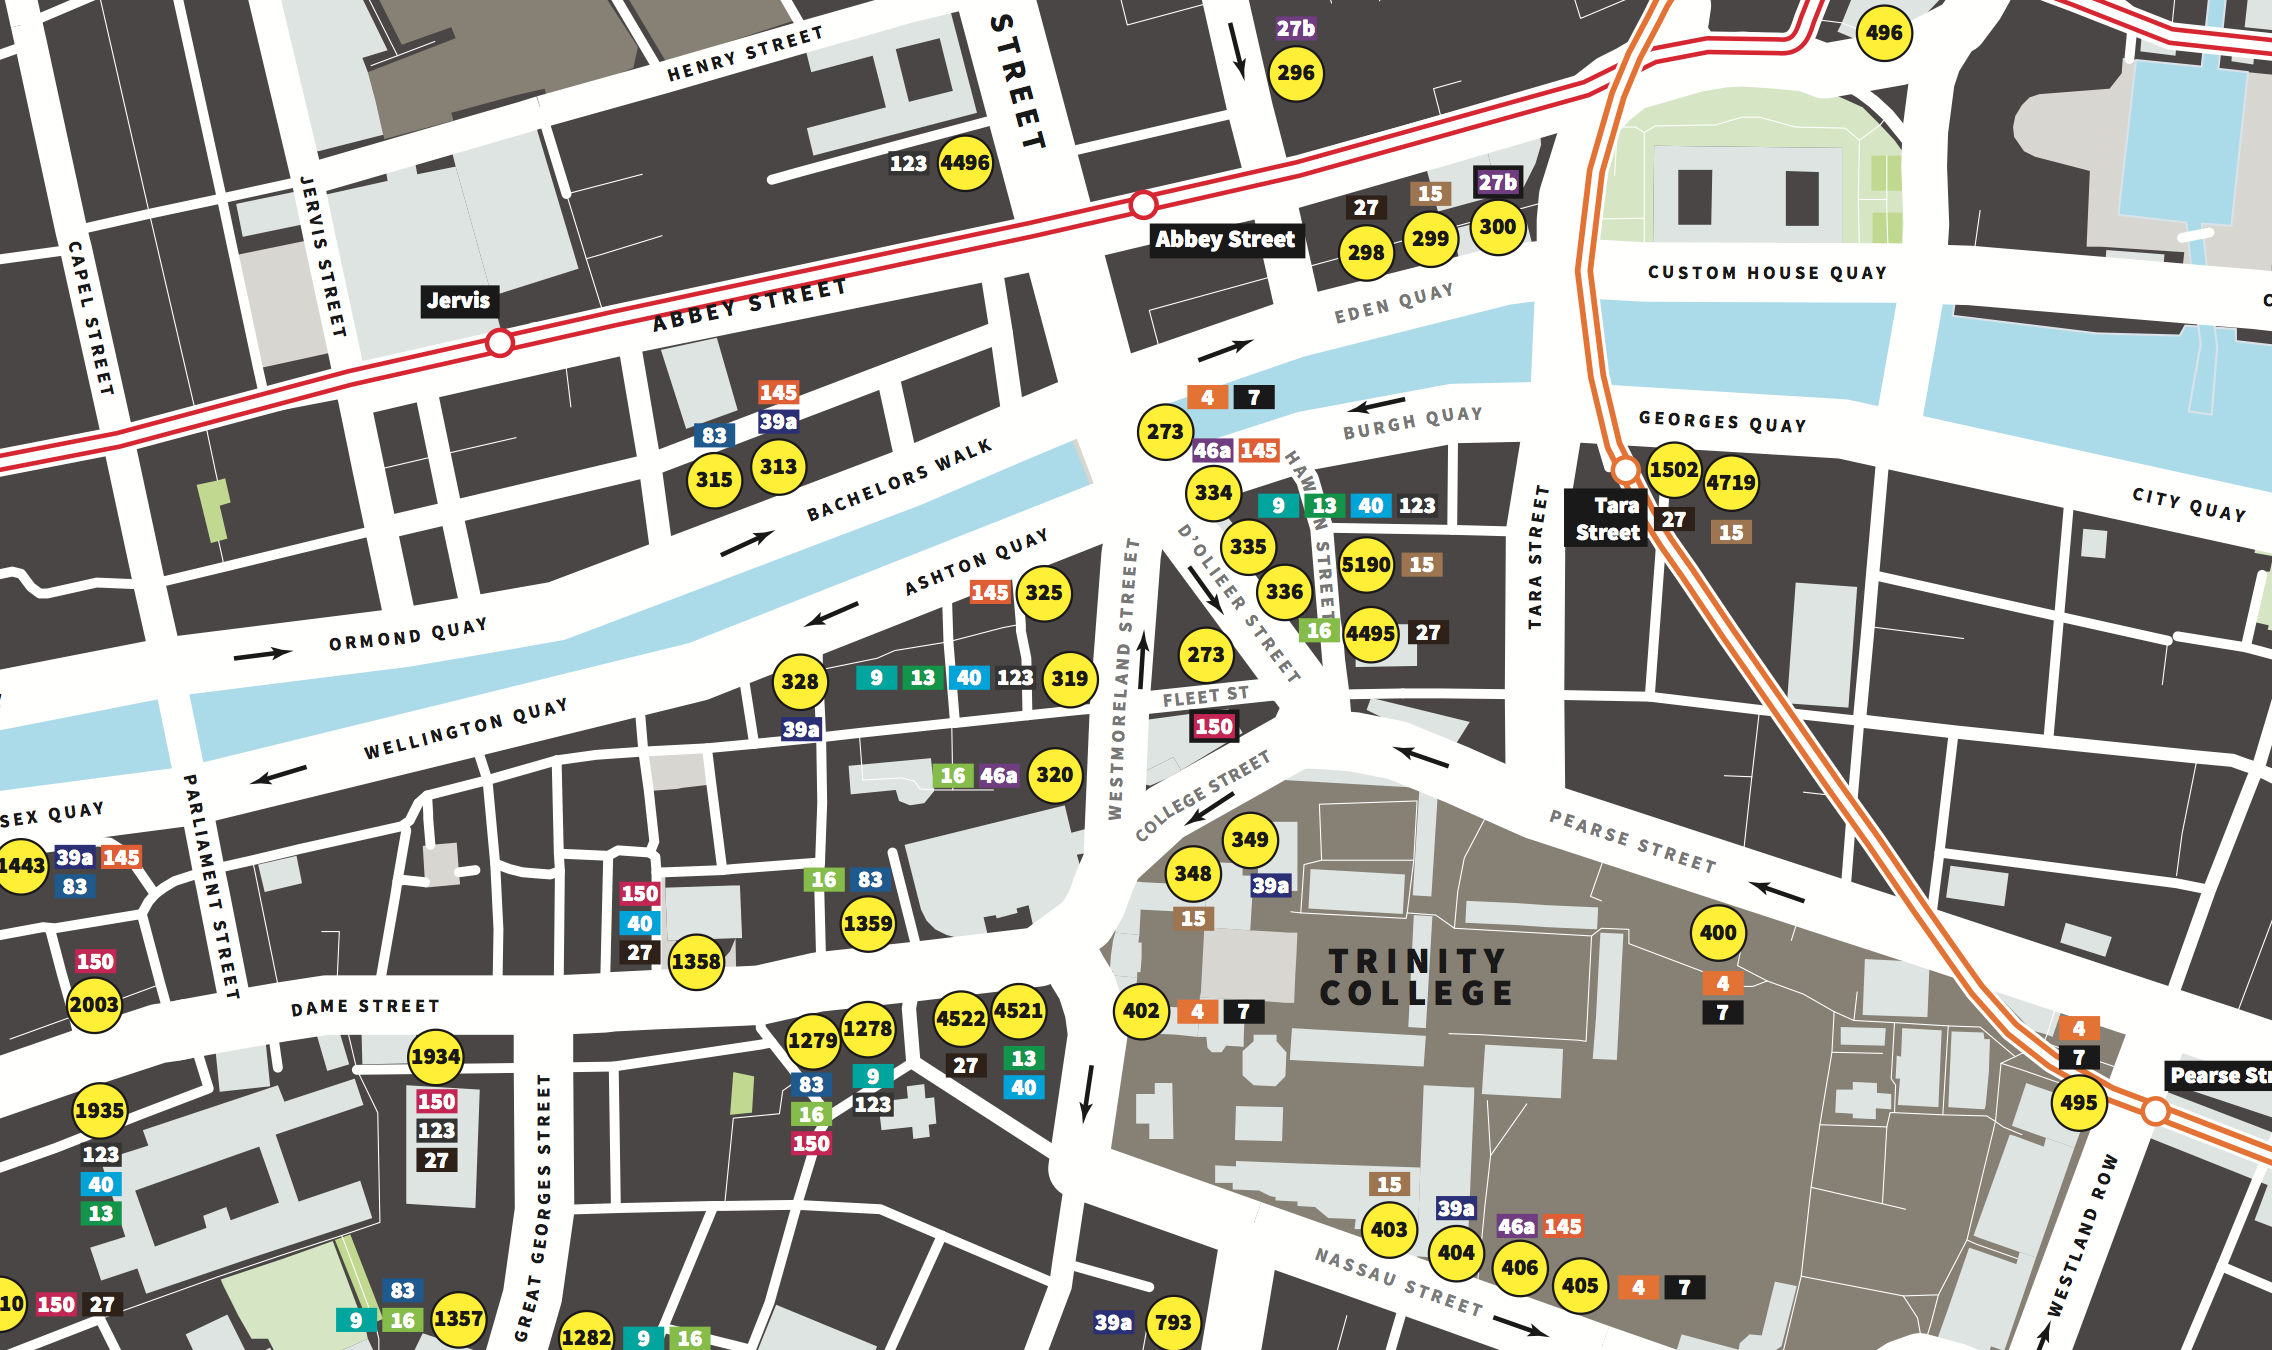 STREET
27b
296
496
HENRY STREET
123 4496
JERVIS STREET
CAPEL STREET
27
298
15
299
27b
300
Abbey Street
CUSTOM HOUSE QUAY
Jervis
ABBEY STREET
EDEN QUAY
145
39a
83
315
313
4 7
273
BURGH QUAY
GEORGES QUAY
46a 145
334
HAW
N STREET
9 13 40 123
1502
4719
Tara
Street
27
15
CITY QUAY
BACHELORS WALK
ASHTON QUAY
D'OLIER STREET
335
336
5190 15
TARA STREET
145 325
ORMOND QUAY
16 4495 27
WESTMORELAND STREEET
273
328
39a
9 13 40 123 319
FLEET ST
150
WELLINGTON QUAY
16 46a 320
COLLEGE STREET
SEX QUAY
PARLIAMENT STREET
1443 39a 145
83
349
39a
348
15
PEARSE STREET
16 83
1359
150
40
27
1358
400
4
7
150
2003
TRINITY
COLLEGE
DAME STREET
402 4 7
1279
83
16
150
1278
9
123
4522
27
4521
13
40
1934
150
123
27
4
7
495
Pearse Str
1935
123
40
13
GREAT GEORGES STREET
15
403
39a
404
46a 145
406
405 4 7
NASSAU STREET
WESTLAND ROW
10 150 27
83
9 16 1357
1282 9 16
39a 793